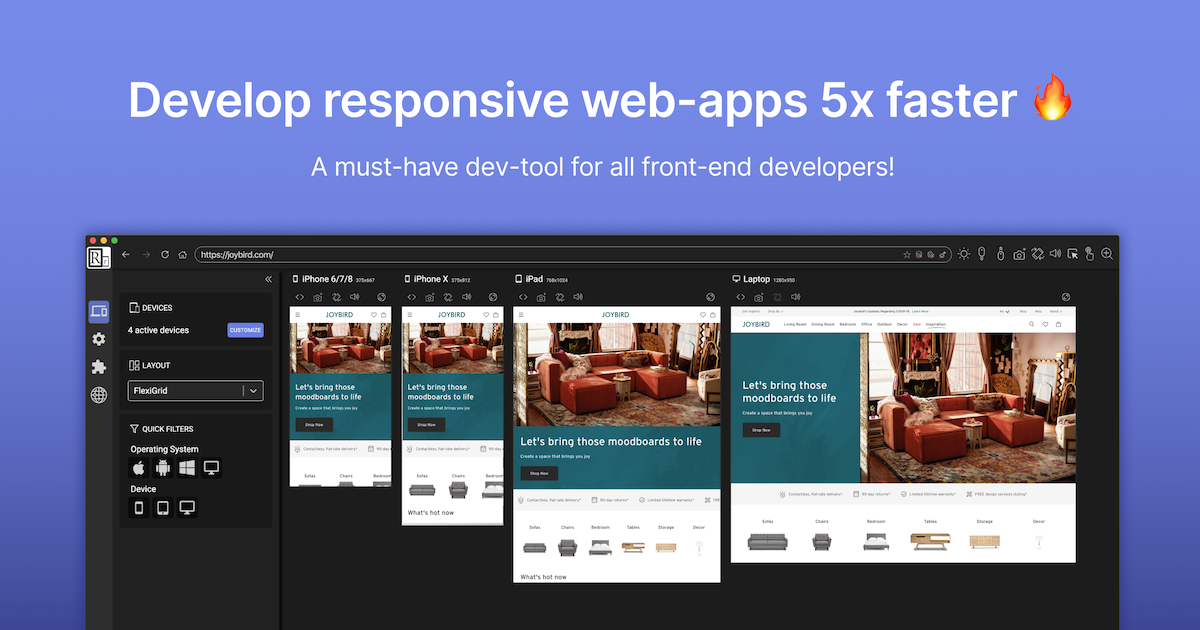 Develop responsive web-apps 5x faster 🔥
A must-have dev-tool for all front-end developers!
R
https://joybird.com/
DEVICES
4 active devices
CUSTOMIZE
LAYOUT
FlexiGrid
QUICK FILTERS
Operating System
Device
iPhone 6/7/8 375x667
JOYBIRD
Let's bring those
moodboards to life
Create a space that brings you joy
Shop Now
Contactless, flat-rate delivery*
90-day
Sofas Chairs Bedroom
iPhone X 375x812
JOYBIRD
Let's bring those
moodboards to life
Create a space that brings you joy
Shop Now
Contactless, flat-rate delivery*
90-day
Sofas Chairs Bedroom
What's hot now
iPad 768x1024
JOYBIRD
Let's bring those moodboards to life
Create a space that brings you joy
Shop Now
Contactless, flat-rate delivery* 90-day returns* Limited lifetime warranty* FRE
Sofas Chairs Bedroom Tables Storage Decor
What's hot now
Laptop 1280x950
JOYBIRD Living Room Dining Room Bedroom Office Outdoor Decor Sale Inspiration
Let's bring those
moodboards to life
Create a space that brings you joy
Shop Now
Contactless, flat-rate delivery* 90-day returns* Limited lifetime warranty* FREE design services styling*
Sofas Chairs Bedroom Tables Storage Decor